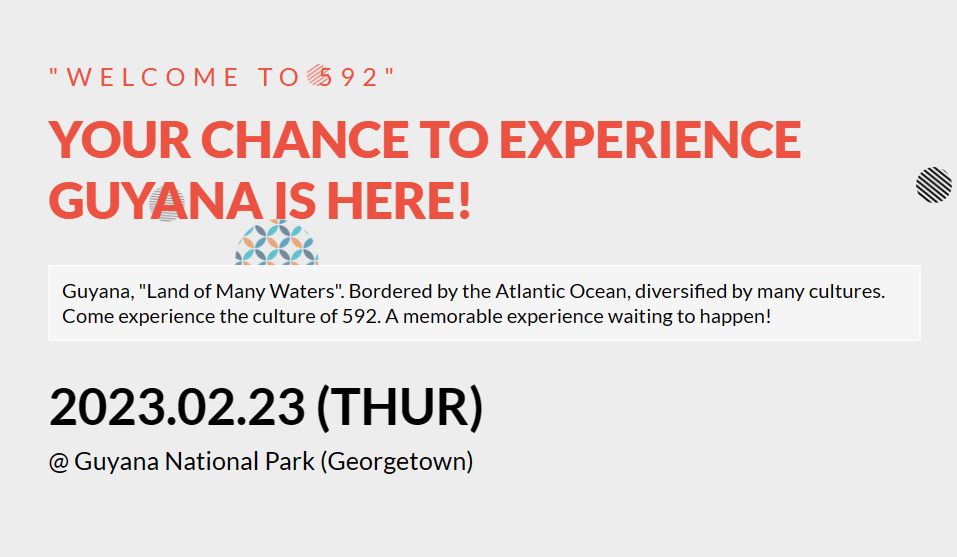 "WELCOME TO 592"
YOUR CHANCE TO EXPERIENCE
GUYANA IS HERE!
Guyana, "Land of Many Waters". Bordered by the Atlantic Ocean, diversified by many cultures.
Come experience the culture of 592. A memorable experience waiting to happen!
2023.02.23 (THUR)
@ Guyana National Park (Georgetown)